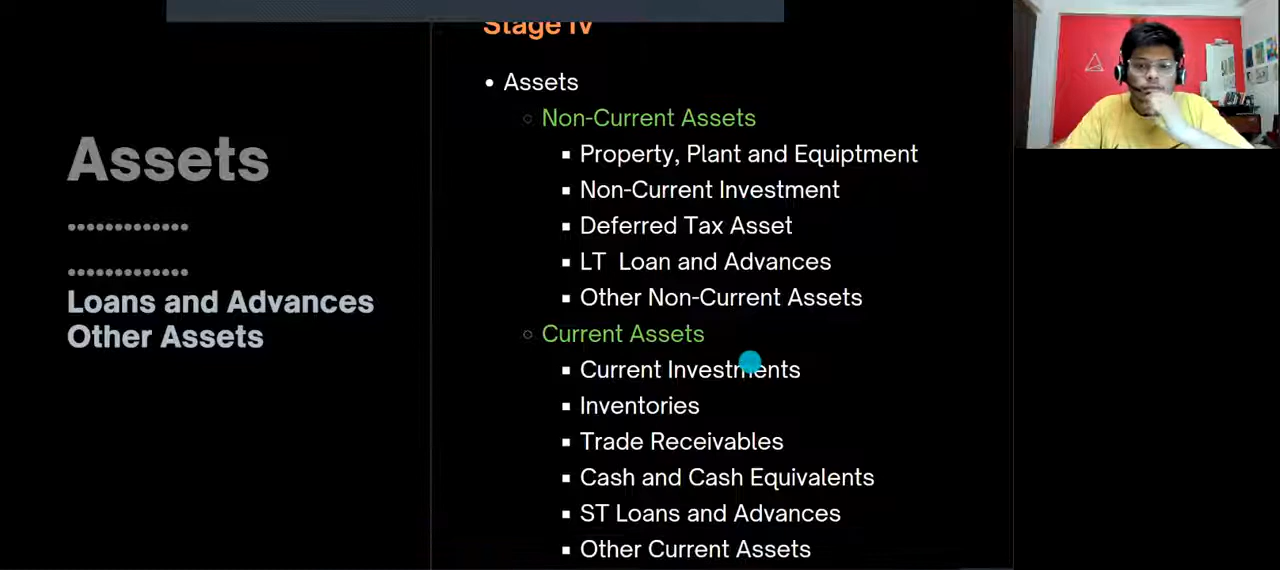 Stage IV
Assets
Non-Current Assets
Property, Plant and Equiptment
Non-Current Investment
Deferred Tax Asset
LT Loan and Advances
Other Non-Current Assets
Current Assets
Current Investments
Inventories
Trade Receivables
Cash and Cash Equivalents
ST Loans and Advances
Other Current Assets
Assets
Loans and Advances
Other Assets